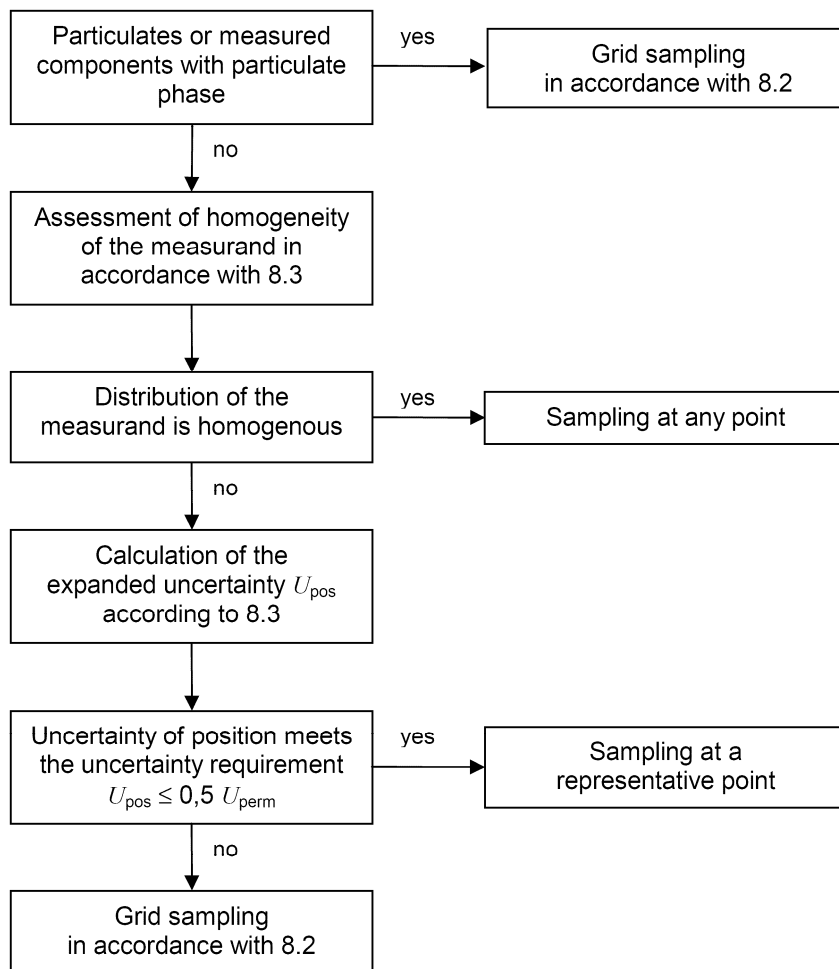 Particulates or measured
components with particulate
phase
yes
Grid sampling
in accordance with 8.2
no
Assessment of homogeneity
of the measurand in
accordance with 8.3
Distribution of the
measurand is homogenous
yes
Sampling at any point
no
Calculation of the
expanded uncertainty Upos
according to 8.3
Uncertainty of position meets
the uncertainty requirement
Upos ≤ 0,5 Uperm
yes
Sampling at a
representative point
no
Grid sampling
in accordance with 8.2